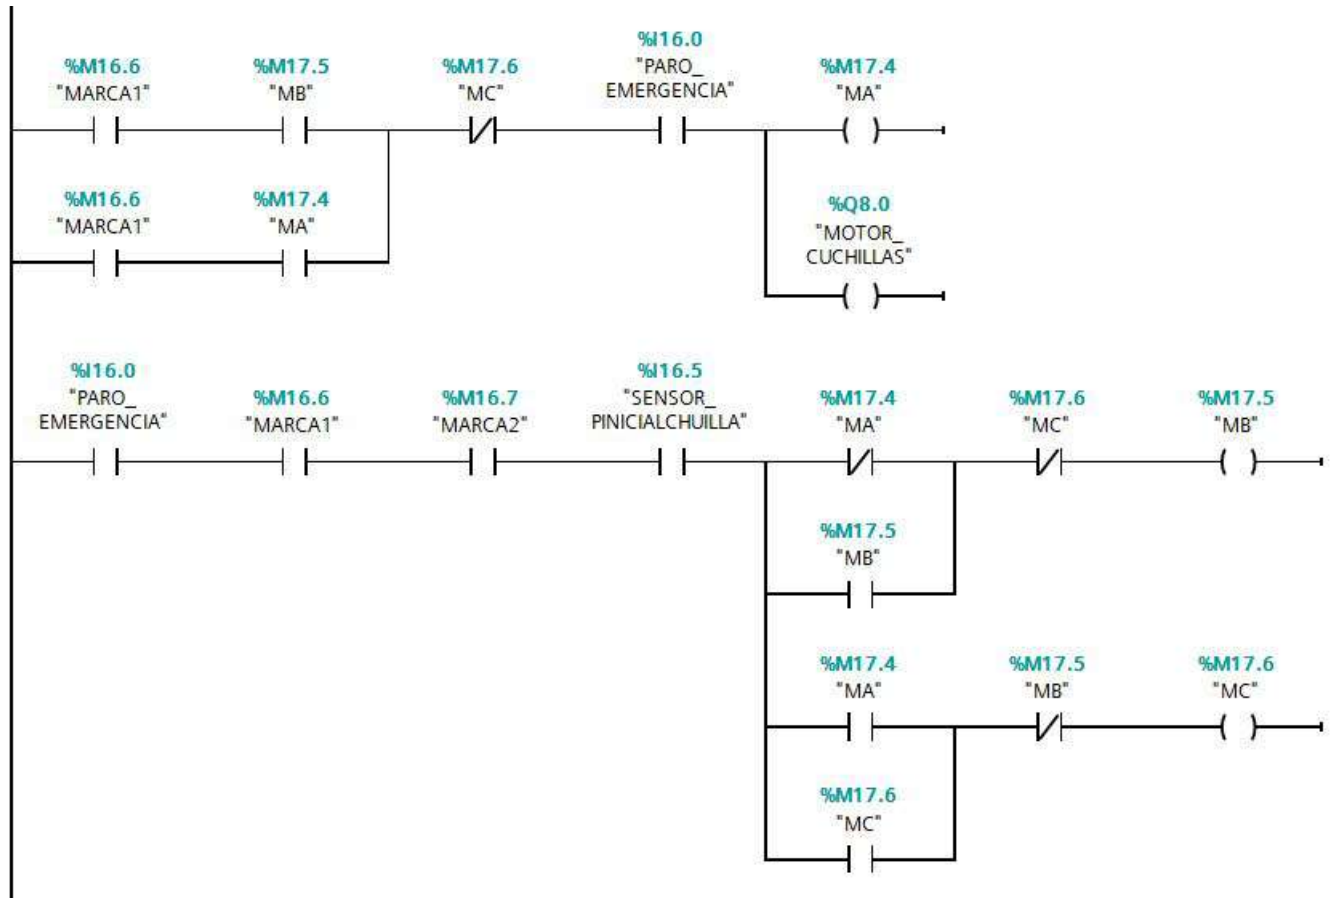 %I16.0
%M16.6 %M17.5 %M17.6 "PARO_ %M17.4
"MARCA1" "MB" "MC" EMERGENCIA" "MA"
%M16.6 %M17.4 %Q8.0
"MARCA1" "MA" "MOTOR_
CUCHILLAS"
%I16.0 %I16.5
"PARO_ %M16.6 %M16.7 "SENSOR_ %M17.4 %M17.6 %M17.5
EMERGENCIA" "MARCA1" "MARCA2" PINICIALCHUILLA" "MA" "MC" "MB"
%M17.5
"MB"
%M17.4 %M17.5 %M17.6
"MA" "MB" "MC"
%M17.6
"MC"